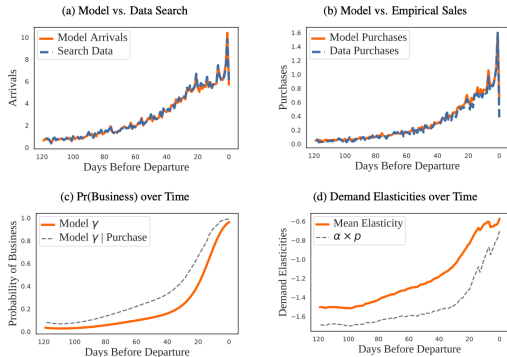 (a) Model vs. Data Search
Model Arrivals
Search Data
Arrivals
10
8
6
4
2
0
120
100
80
60
40
20
0
Days Before Departure
(b) Model vs. Empirical Sales
Model Purchases
Data Purchases
Purchases
1.6
1.4
1.2
1.0
0.8
0.6
0.4
0.2
0.0
120
100
80
60
40
20
0
Days Before Departure
(c) Pr(Business) over Time
Model γ
Model γ | Purchase
Probability of Business
1.0
0.8
0.6
0.4
0.2
0.0
120
100
80
60
40
20
0
Days Before Departure
(d) Demand Elasticities over Time
Mean Elasticity
α × p
Demand Elasticities
−0.6
−0.8
−1.0
−1.2
−1.4
−1.6
120
100
80
60
40
20
0
Days Before Departure